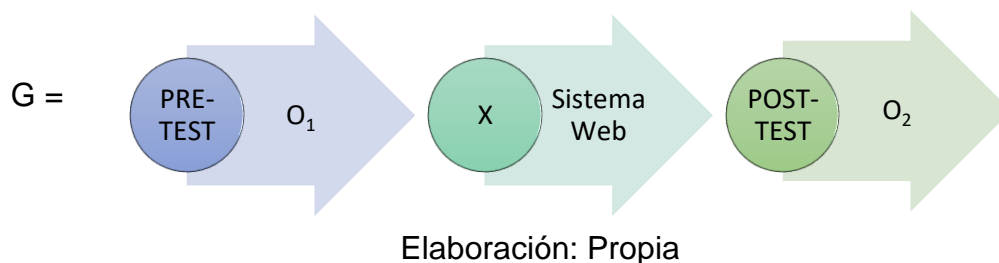 G =
PRE-
TEST
O₁
X
Sistema
Web
POST-
TEST
O₂
Elaboración: Propia